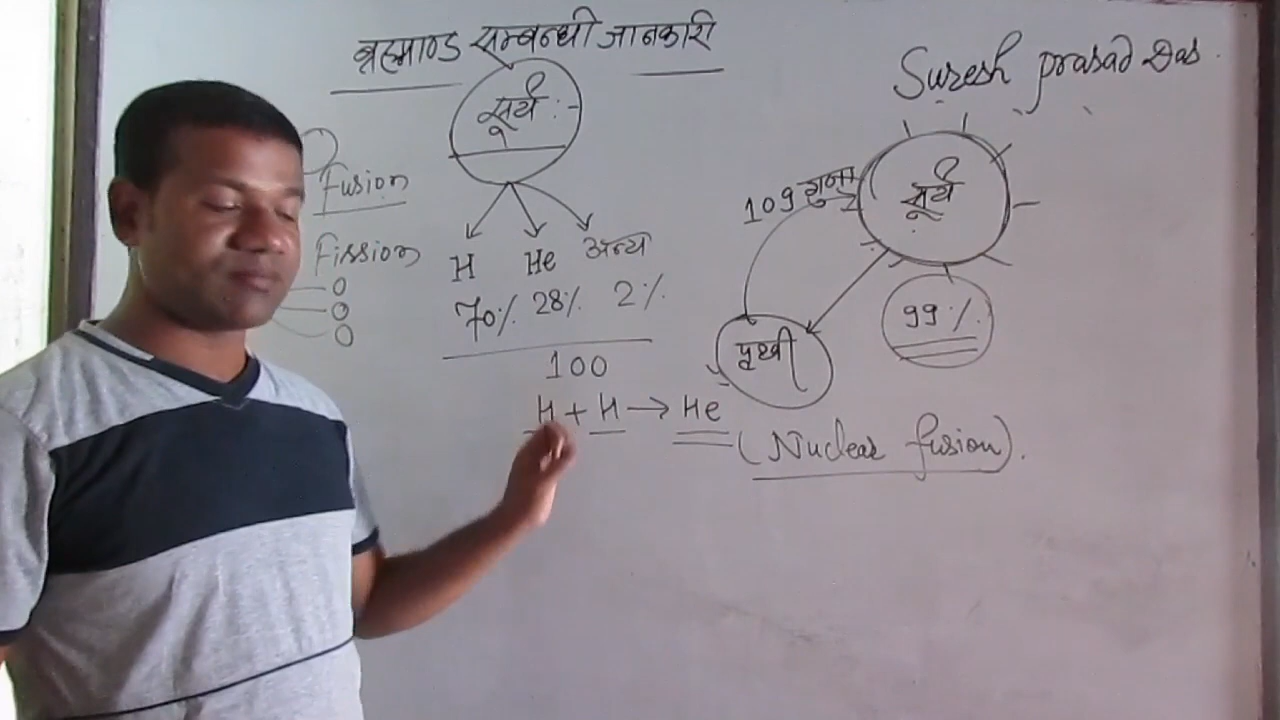 ब्रह्माण्ड सम्बन्धी जानकारी
Suresh prasad Das.
सूर्य :-
Fusion
Fission
H He अन्य
70% 28% 2%
100
H + H → He
(Nuclear fusion).
109 गुना
सूर्य
99%
पृथ्वी